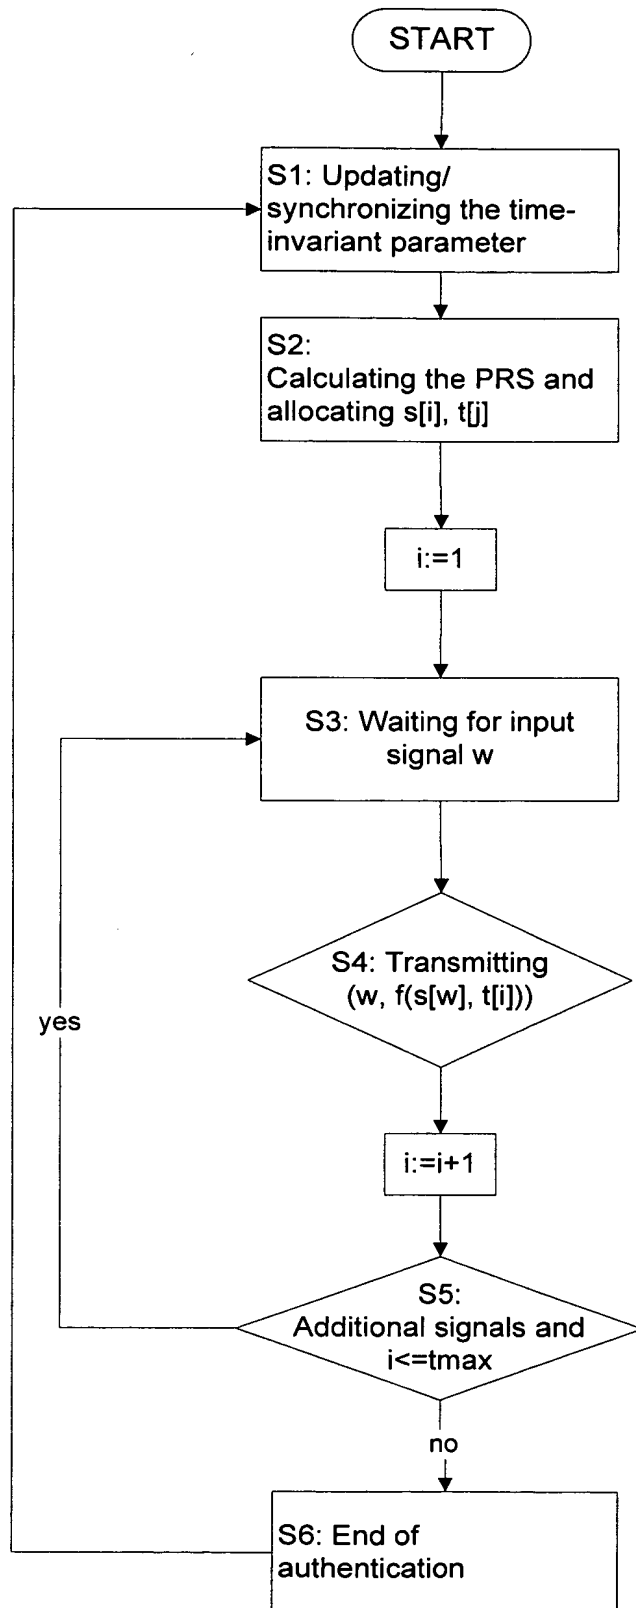 START
S1: Updating/
synchronizing the time-
invariant parameter
S2:
Calculating the PRS and
allocating s[i], t[j]
i:=1
S3: Waiting for input
signal w
S4: Transmitting
(w, f(s[w], t[i]))
yes
i:=i+1
S5:
Additional signals and
i<=tmax
no
S6: End of
authentication